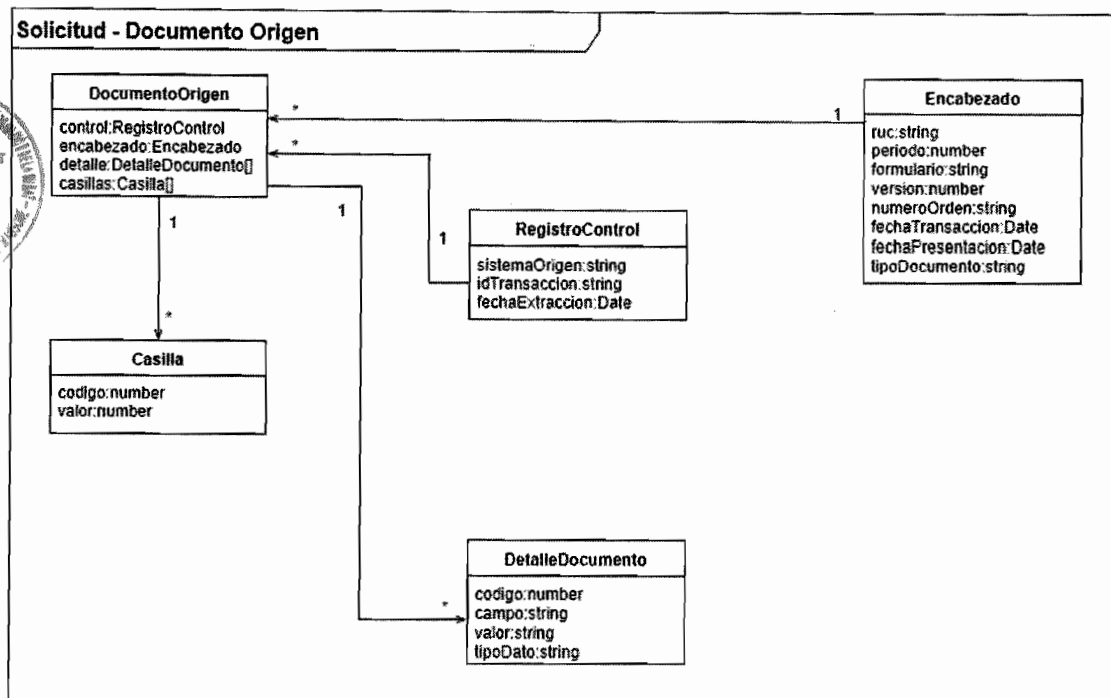 Solicitud - Documento Origen
DocumentoOrigen
control:RegistroControl
encabezado:Encabezado
detalle:DetalleDocumento[]
casillas:Casilla[]
*
1
*
1
1
1
Encabezado
ruc:string
periodo:number
formulario:string
version:number
numeroOrden:string
fechaTransaccion:Date
fechaPresentacion:Date
tipoDocumento:string
RegistroControl
sistemaOrigen:string
idTransaccion:string
fechaExtraccion:Date
*
Casilla
codigo:number
valor:number
DetalleDocumento
codigo:number
campo:string
valor:string
tipoDato:string
*